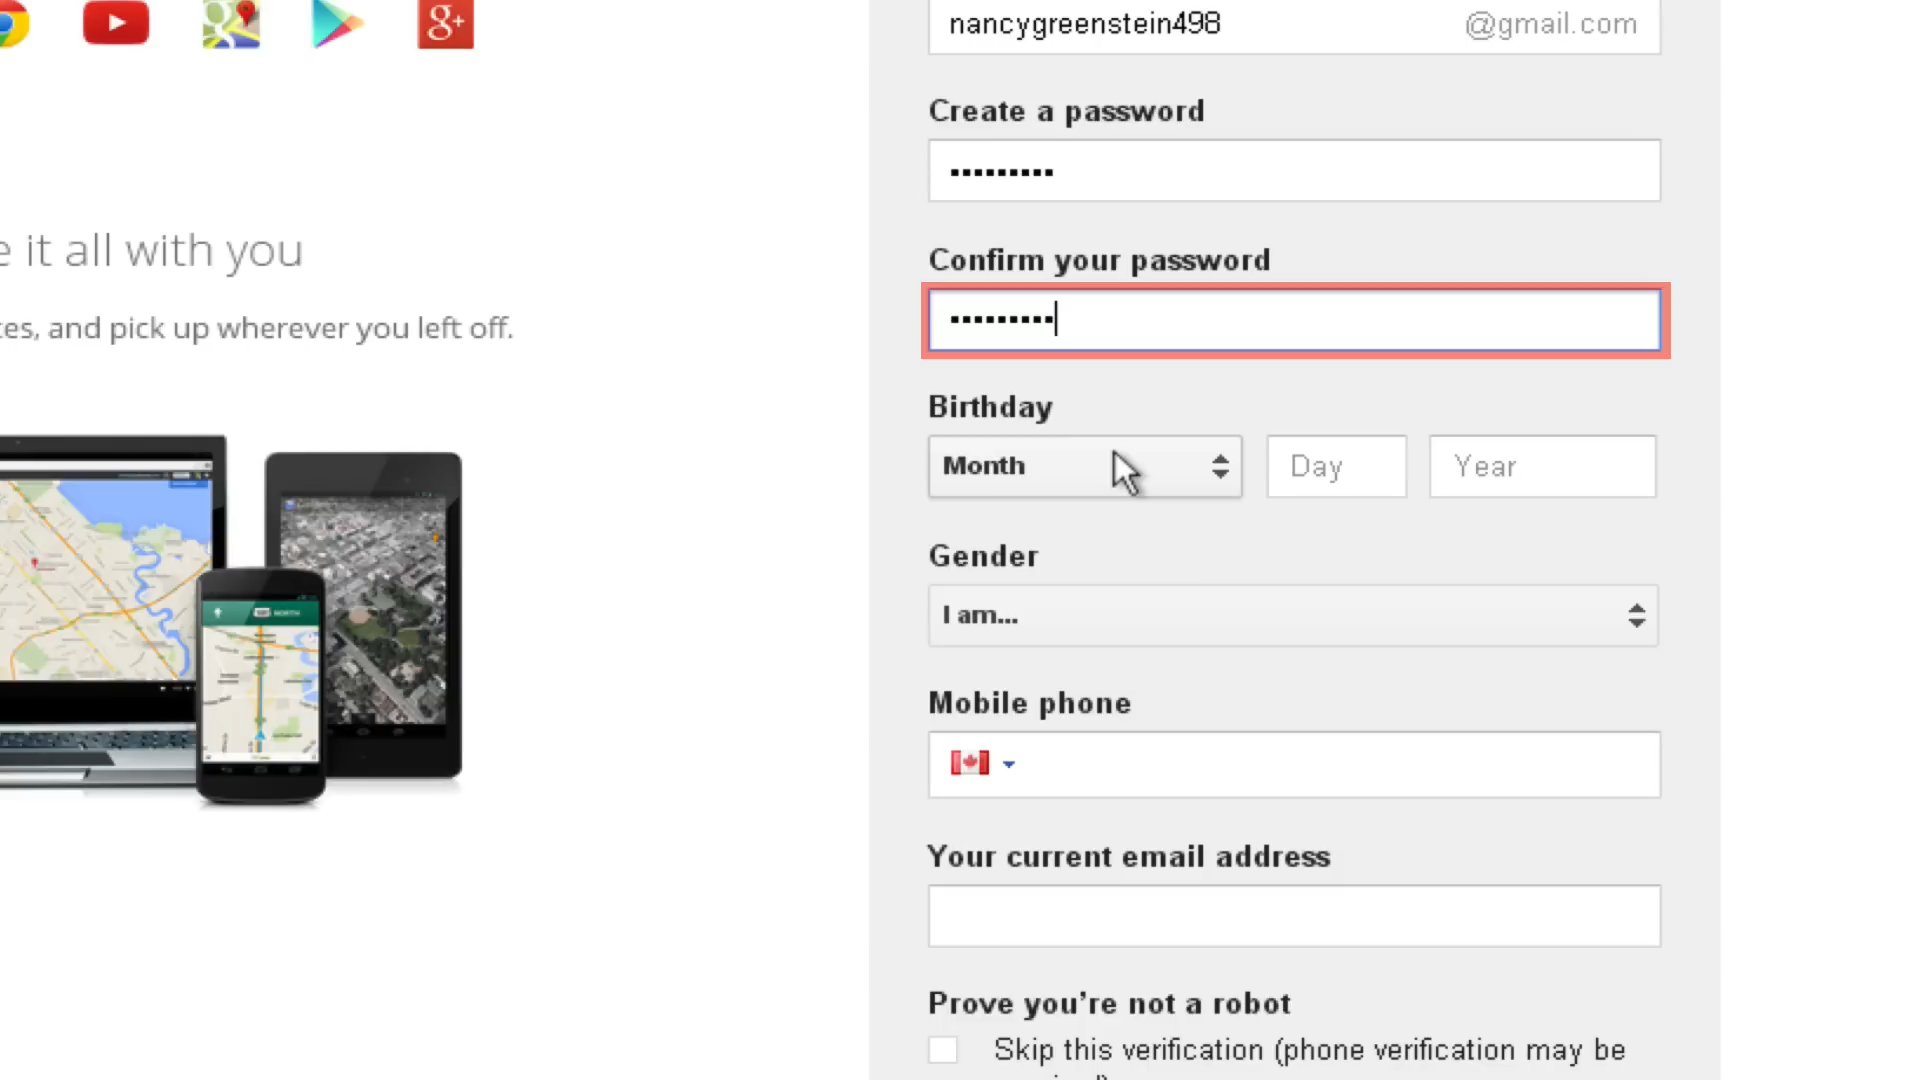 g+
nancygreenstein498 @gmail.com
Create a password
Confirm your password
e it all with you
es, and pick up wherever you left off.
Birthday
Month Day Year
Gender
I am...
Mobile phone
Your current email address
Prove you're not a robot
Skip this verification (phone verification may be